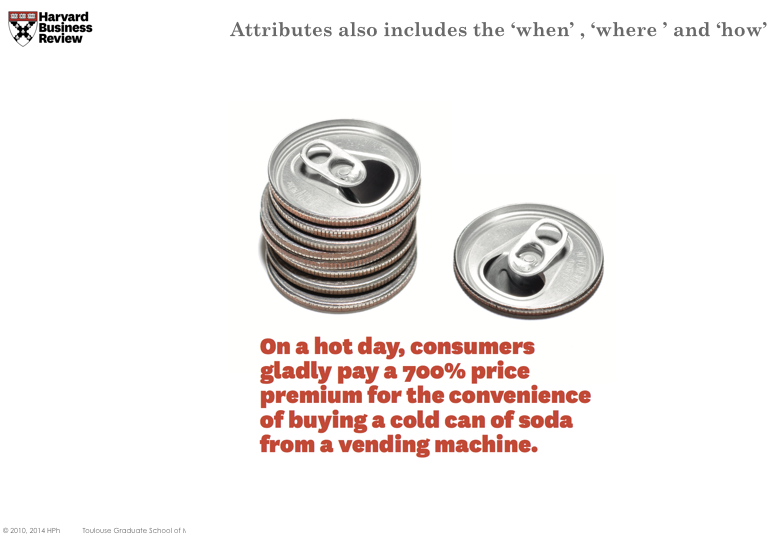 Harvard
Business
Review
Attributes also includes the ‘when’ , ‘where ’ and ‘how’
On a hot day, consumers
gladly pay a 700% price
premium for the convenience
of buying a cold can of soda
from a vending machine.
© 2010, 2014 HPh Toulouse Graduate School of